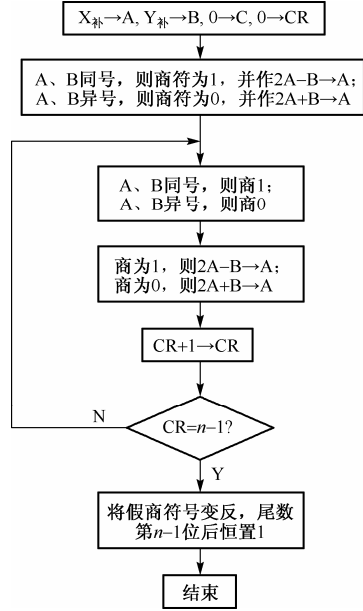 X补→A, Y补→B, 0→C, 0→CR
A、B同号，则商符为1，并作2A−B→A；
A、B异号，则商符为0，并作2A+B→A
A、B同号，则商1；
A、B异号，则商0
商为1，则2A−B→A；
商为0，则2A+B→A
CR+1→CR
N
CR=n−1?
Y
将假商符号变反，尾数
第n−1位后恒置1
结束